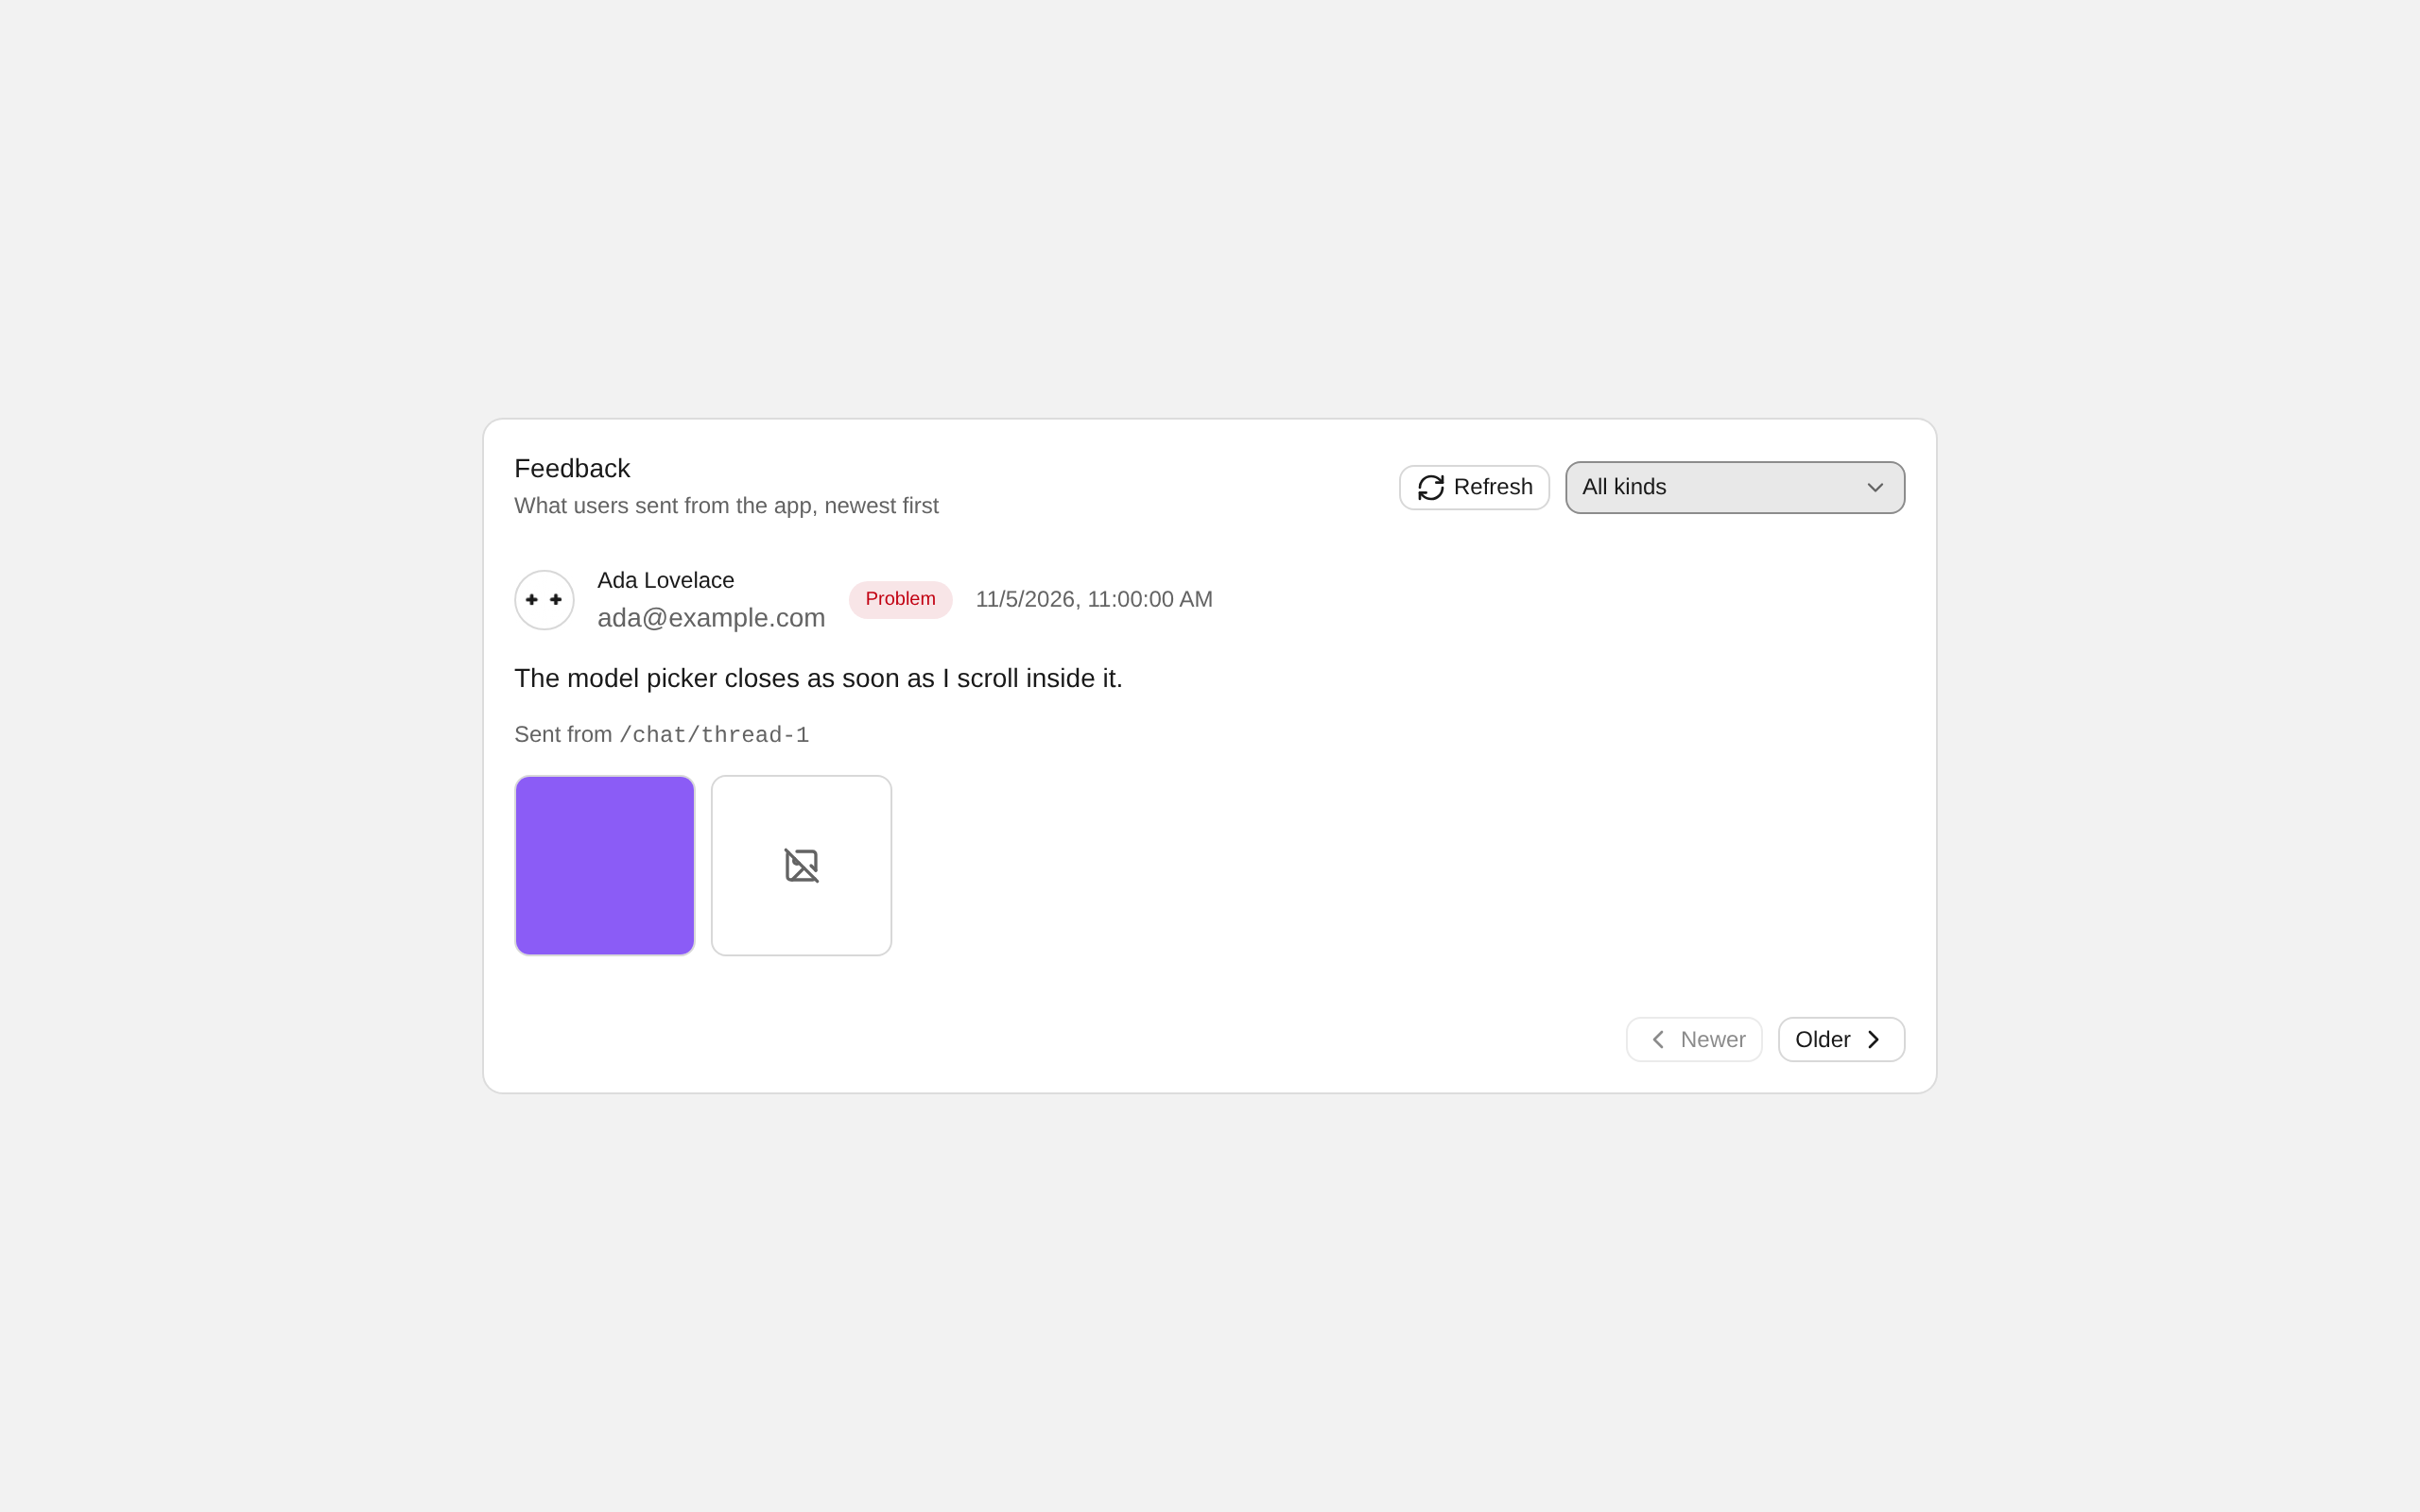 Feedback
What users sent from the app, newest first
Refresh
All kinds
Ada Lovelace
ada@example.com
Problem
11/5/2026, 11:00:00 AM
The model picker closes as soon as I scroll inside it.
Sent from /chat/thread-1
Newer
Older